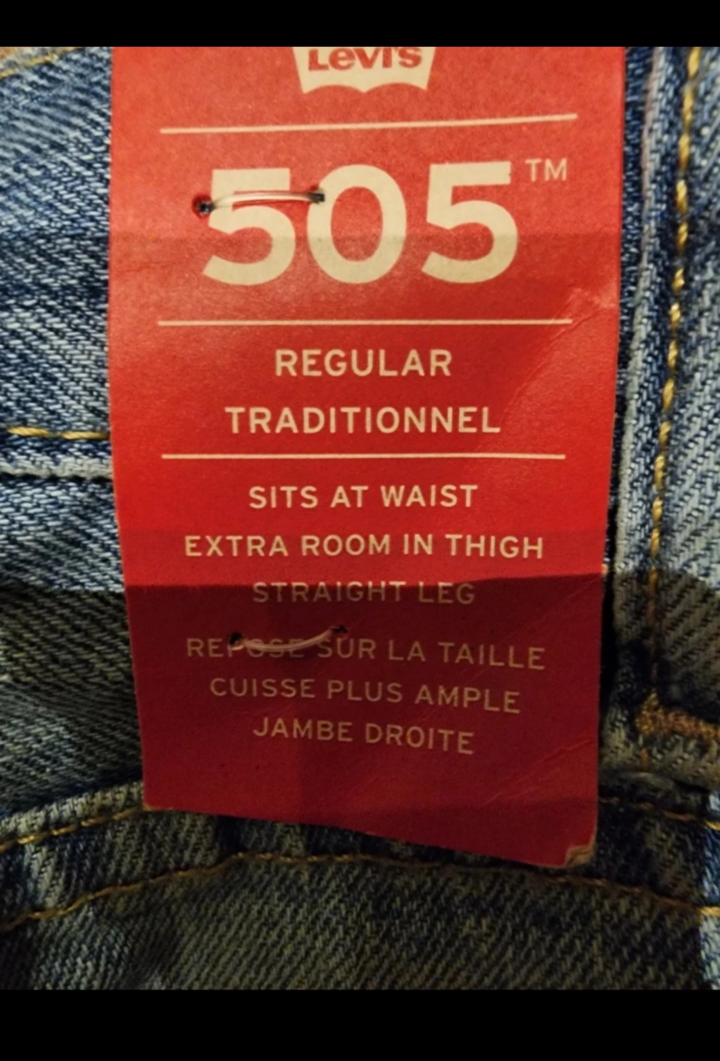 Levi's
505™
REGULAR
TRADITIONNEL
SITS AT WAIST
EXTRA ROOM IN THIGH
STRAIGHT LEG
REPOSE SUR LA TAILLE
CUISSE PLUS AMPLE
JAMBE DROITE